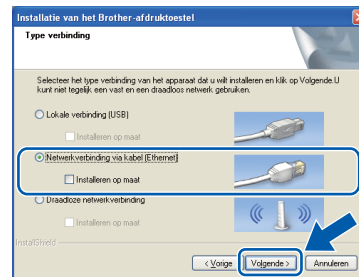 Installatie van het Brother-afdruktoestel
Type verbinding
Selecteer het type verbinding van het apparaat dat u wilt installeren en klik op Volgende.U
kunt niet tegelijk een vast en een draadloos netwerk gebruiken.
Lokale verbinding (USB)
Installeren op maat
Netwerkverbinding via kabel (Ethernet)
Installeren op maat
Draadloze netwerkverbinding
Installeren op maat
InstallShield
< Vorige Volgende > Annuleren